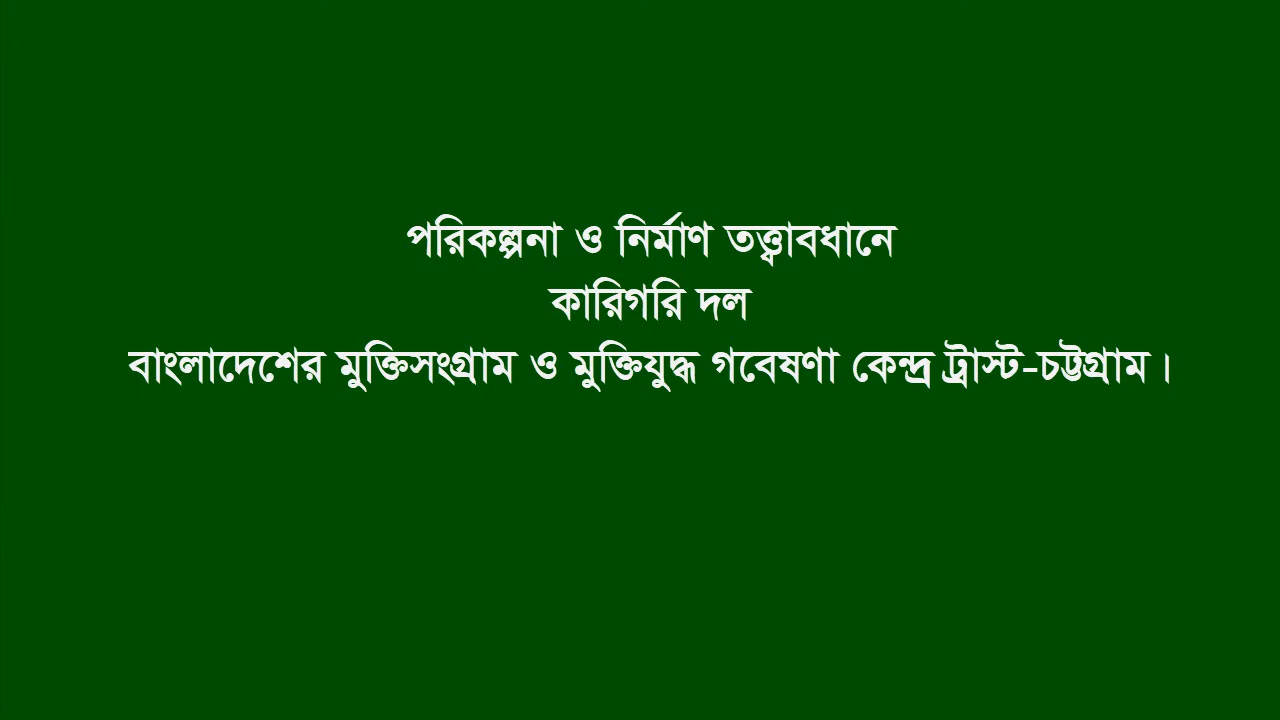 পরিকল্পনা ও নির্মাণ তত্ত্বাবধানে
কারিগরি দল
বাংলাদেশের মুক্তিসংগ্রাম ও মুক্তিযুদ্ধ গবেষণা কেন্দ্র ট্রাস্ট-চট্টগ্রাম।